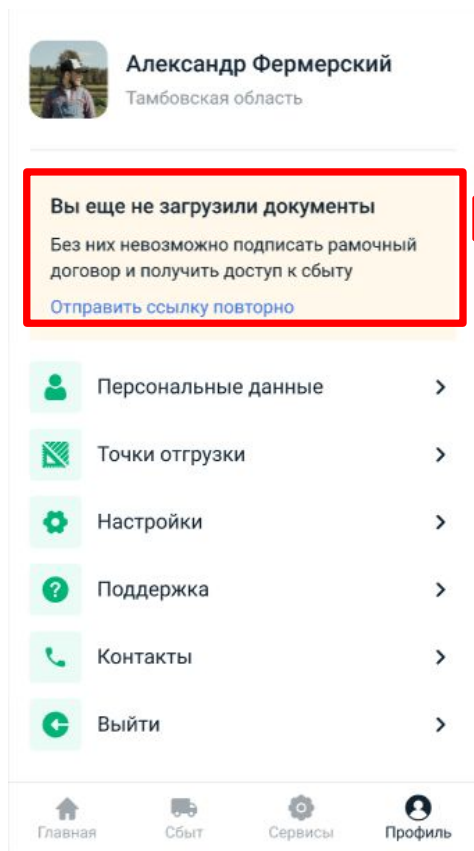 Александр Фермерский
Тамбовская область
Вы еще не загрузили документы
Без них невозможно подписать рамочный
договор и получить доступ к сбыту
Отправить ссылку повторно
Персональные данные
Точки отгрузки
Настройки
Поддержка
Контакты
Выйти
Главная
Сбыт
Сервисы
Профиль